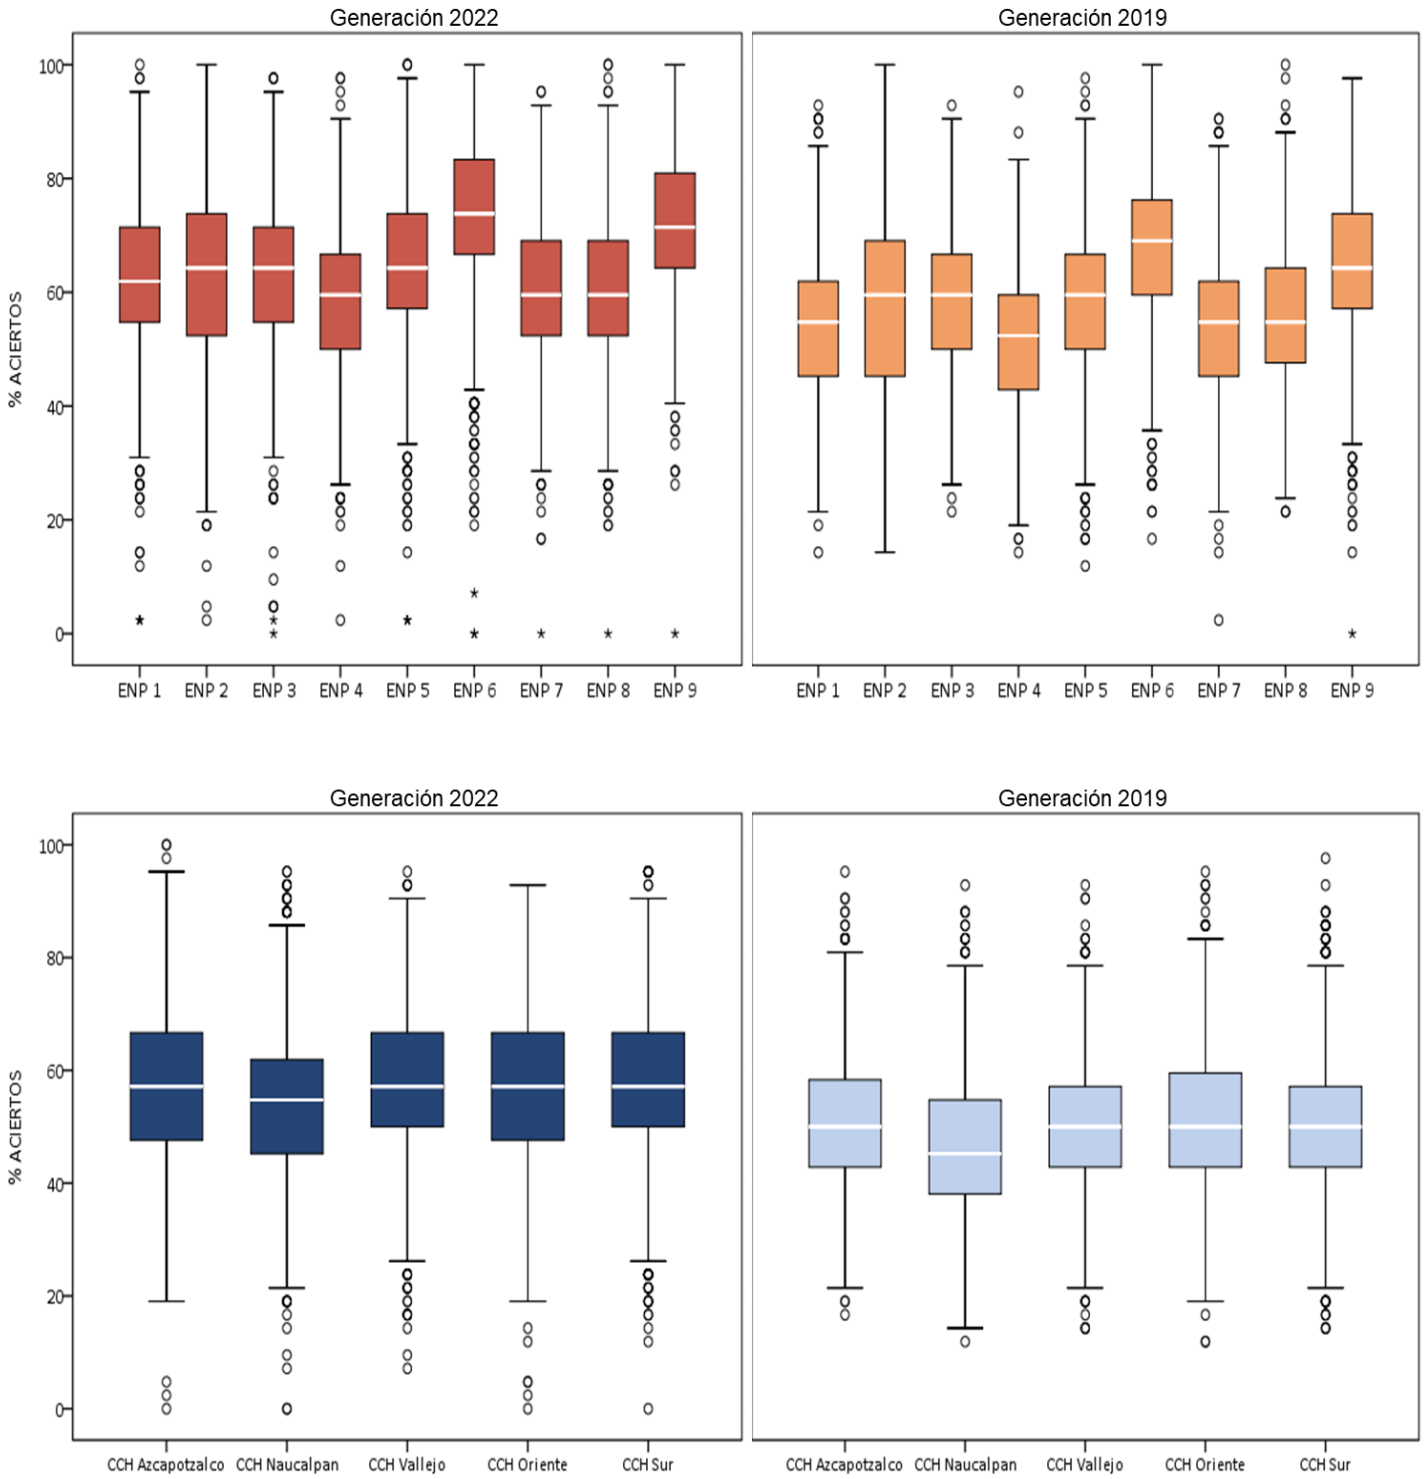 Generación 2022
Generación 2019
% ACIERTOS
100
80
60
40
20
0
ENP 1 ENP 2 ENP 3 ENP 4 ENP 5 ENP 6 ENP 7 ENP 8 ENP 9
ENP 1 ENP 2 ENP 3 ENP 4 ENP 5 ENP 6 ENP 7 ENP 8 ENP 9
Generación 2022
Generación 2019
% ACIERTOS
100
80
60
40
20
0
CCH Azcapotzalco CCH Naucalpan CCH Vallejo CCH Oriente CCH Sur
CCH Azcapotzalco CCH Naucalpan CCH Vallejo CCH Oriente CCH Sur